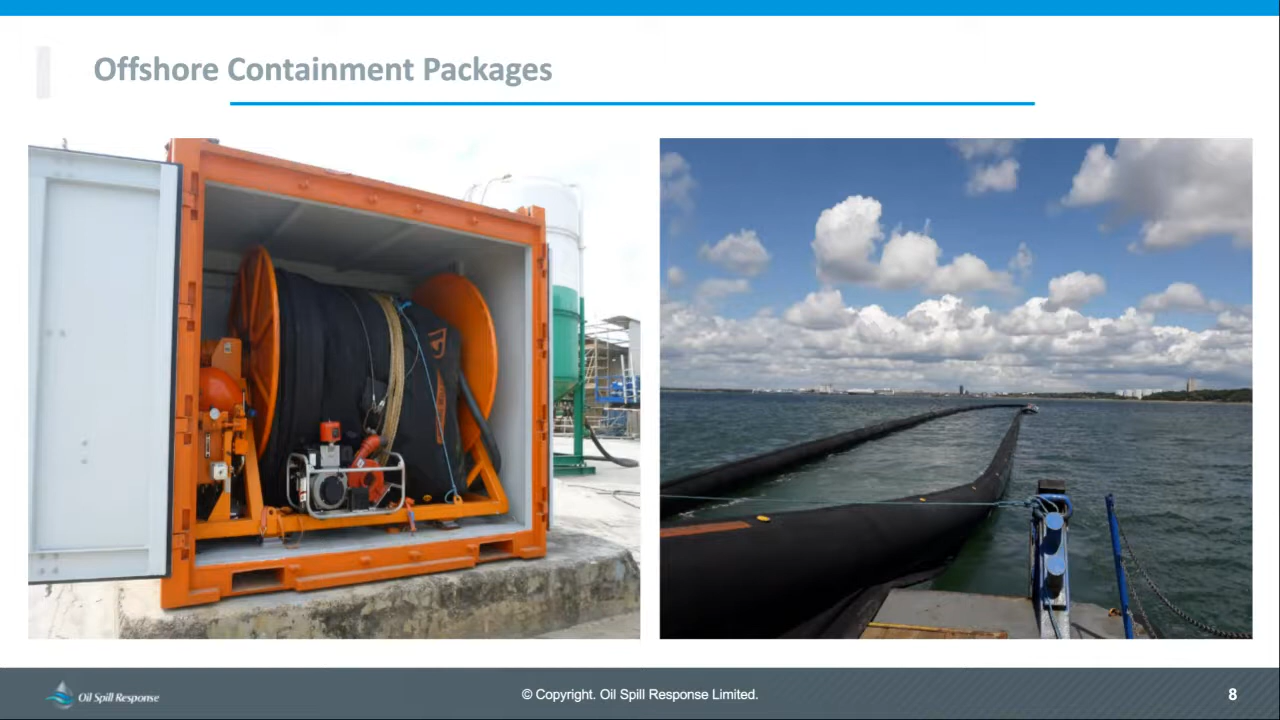 Offshore Containment Packages
Oil Spill Response
© Copyright. Oil Spill Response Limited.
8